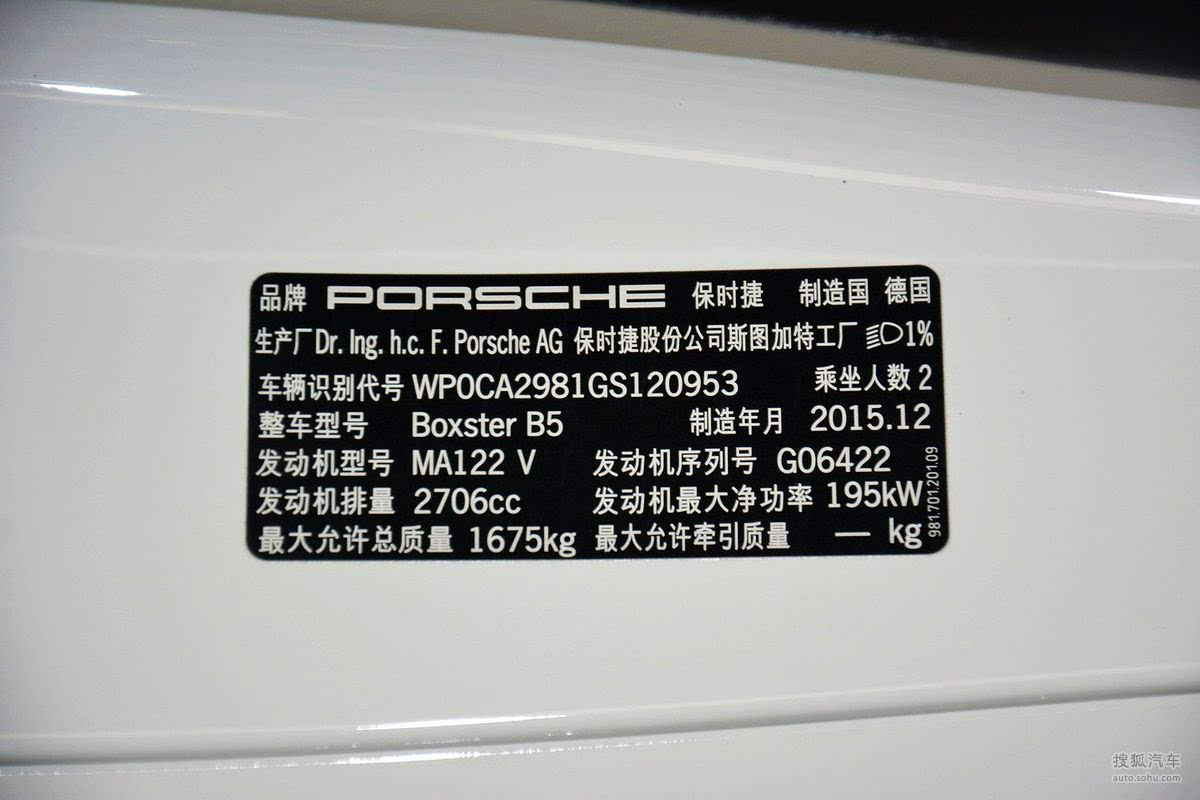 品牌 PORSCHE 保时捷 制造国 德国
生产厂 Dr. Ing. h.c. F. Porsche AG 保时捷股份公司斯图加特工厂 1%
车辆识别代号 WP0CA2981GS120953 乘坐人数 2
整车型号 Boxster B5 制造年月 2015.12
发动机型号 MA122 V 发动机序列号 G06422
发动机排量 2706cc 发动机最大净功率 195kW
最大允许总质量 1675kg 最大允许牵引质量 — kg
981.701.201.09
搜狐汽车
auto.sohu.com